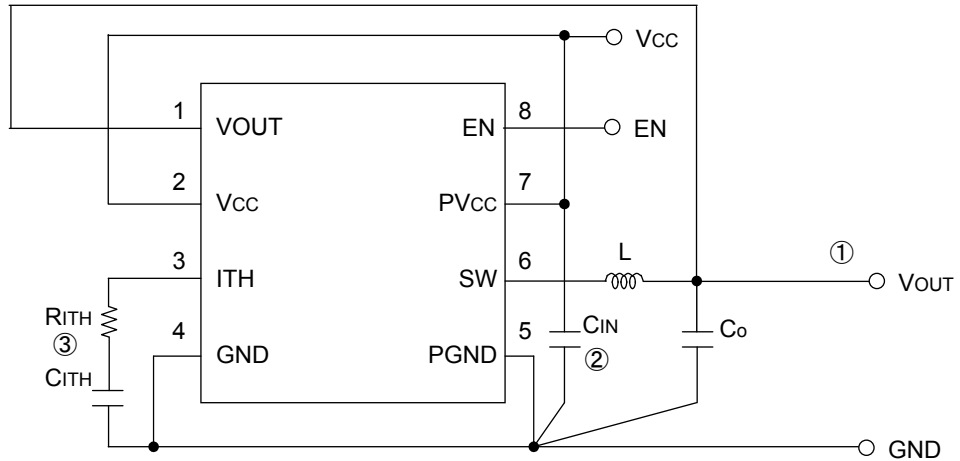 VCC
1
VOUT
EN
8
EN
2
VCC
PVCC
7
3
ITH
SW
6
L
①
VOUT
RITH
③
CITH
4
GND
PGND
5
CIN
②
Co
GND